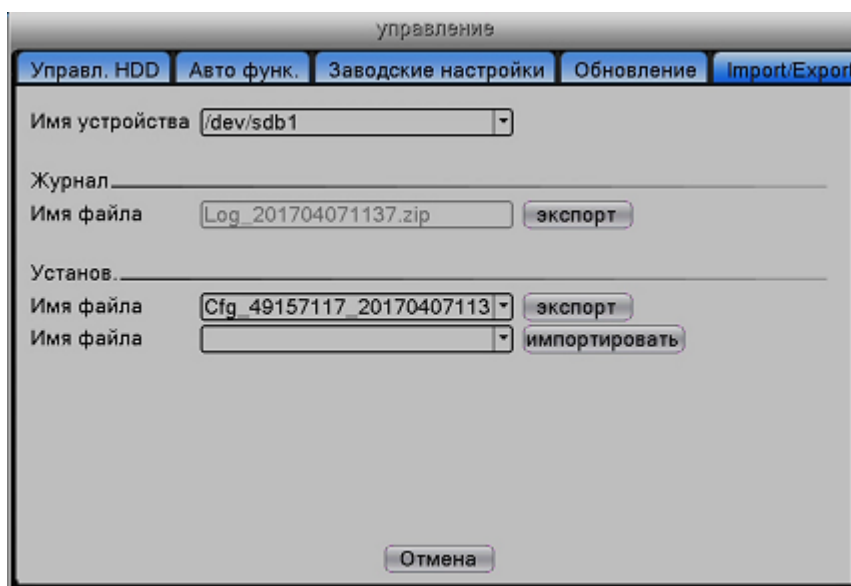 управление
Управл. HDD Авто функ. Заводские настройки Обновление Import/Export
Имя устройства /dev/sdb1
Журнал
Имя файла Log_201704071137.zip экспорт
Установ.
Имя файла Cfg_49157117_20170407113 экспорт
Имя файла импортировать
Отмена